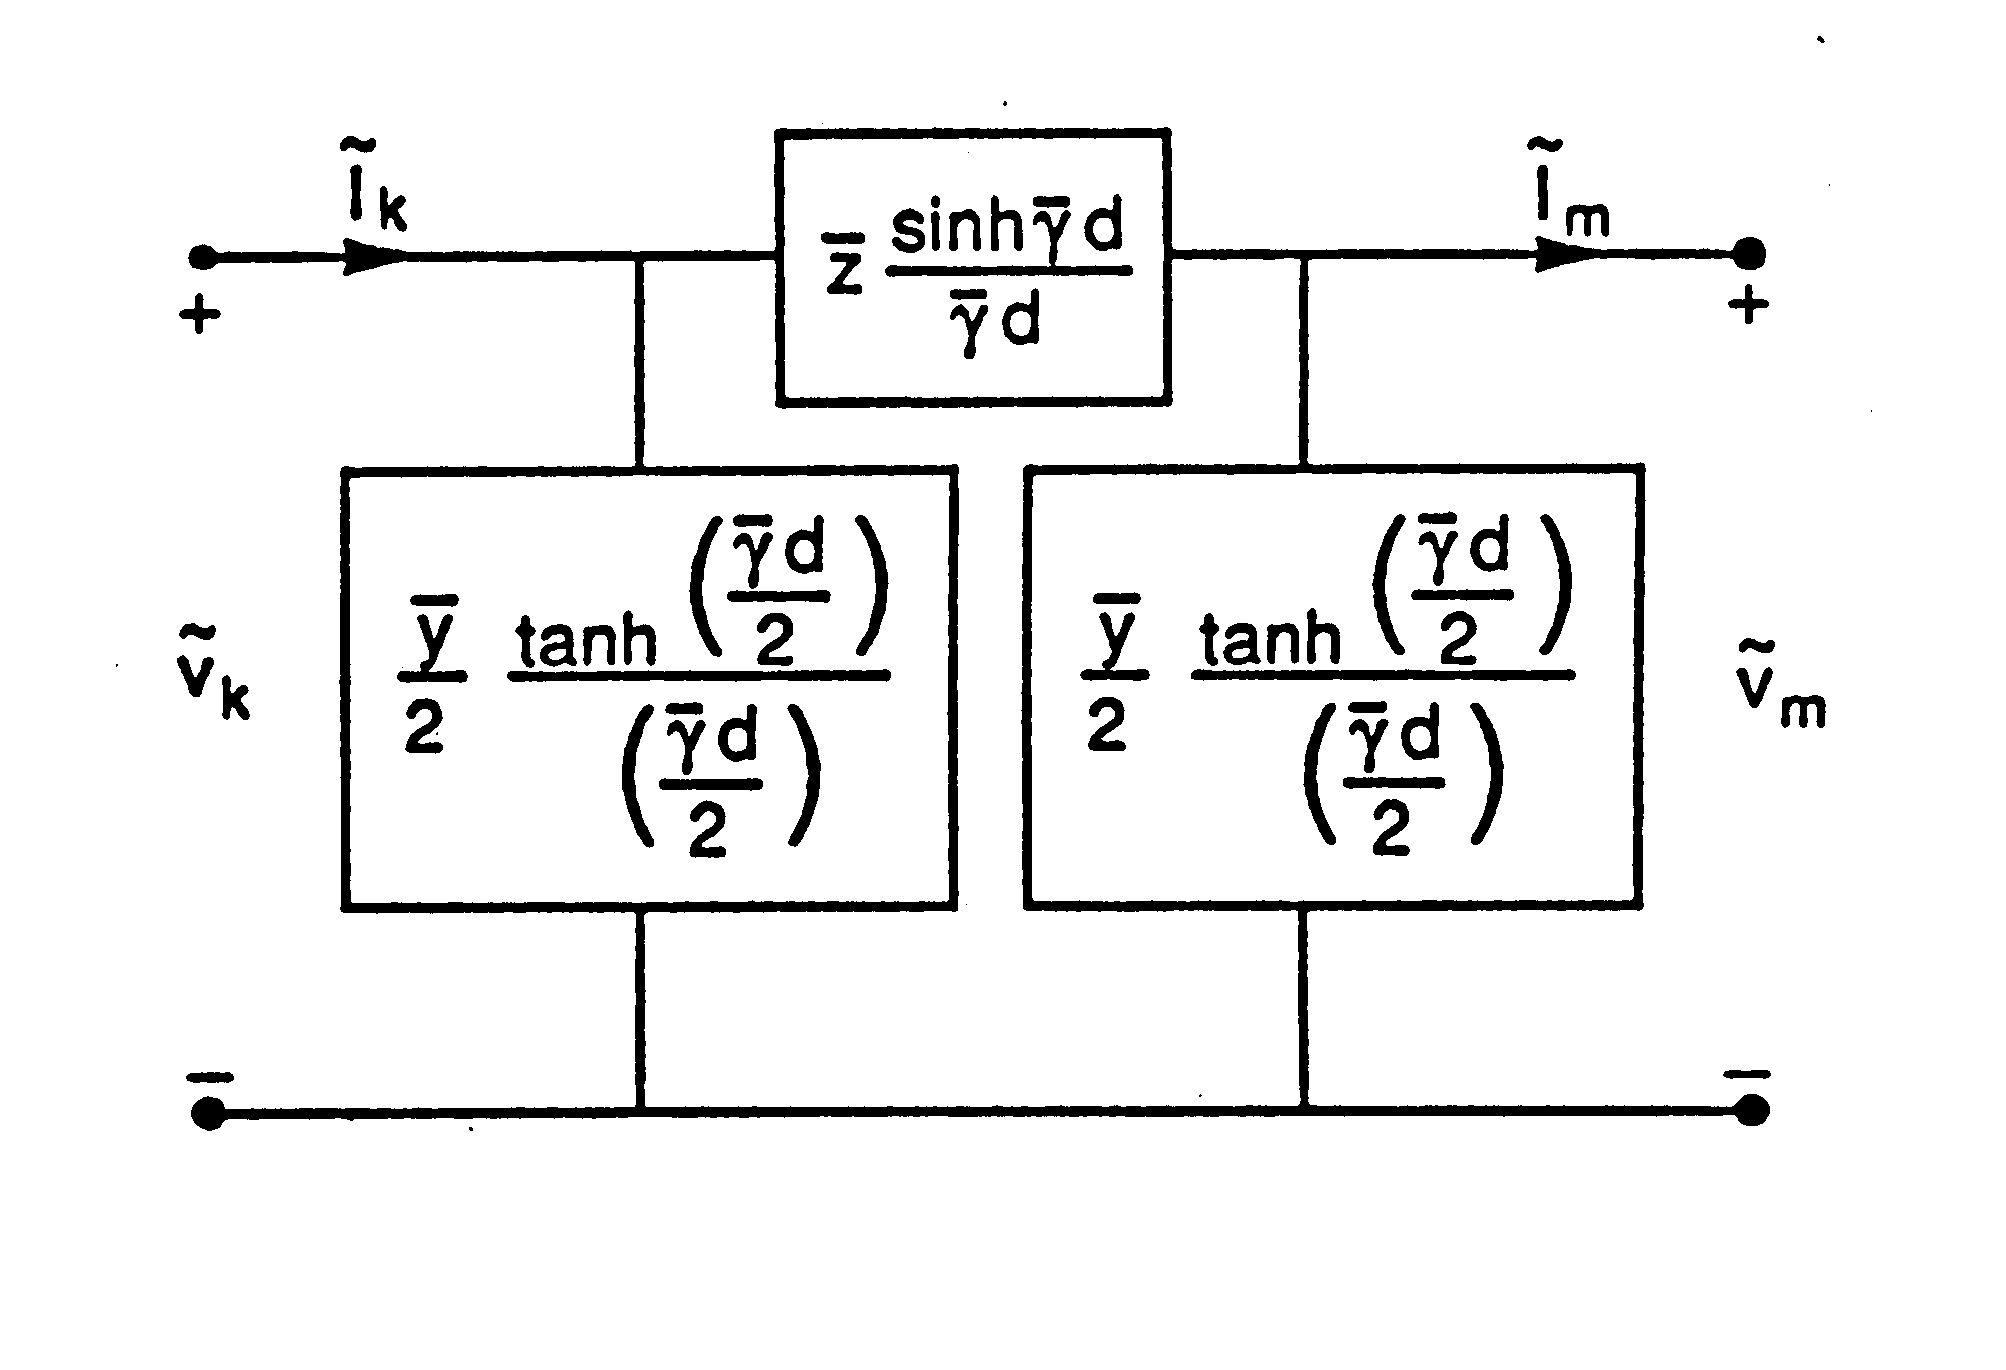 Ĩₖ
z̄ sinh γ̄ d / γ̄ d
Ĩₘ
+
+
ȳ/2 tanh (γ̄ d/2) / (γ̄ d/2)
ȳ/2 tanh (γ̄ d/2) / (γ̄ d/2)
ṽₖ
ṽₘ
−
−